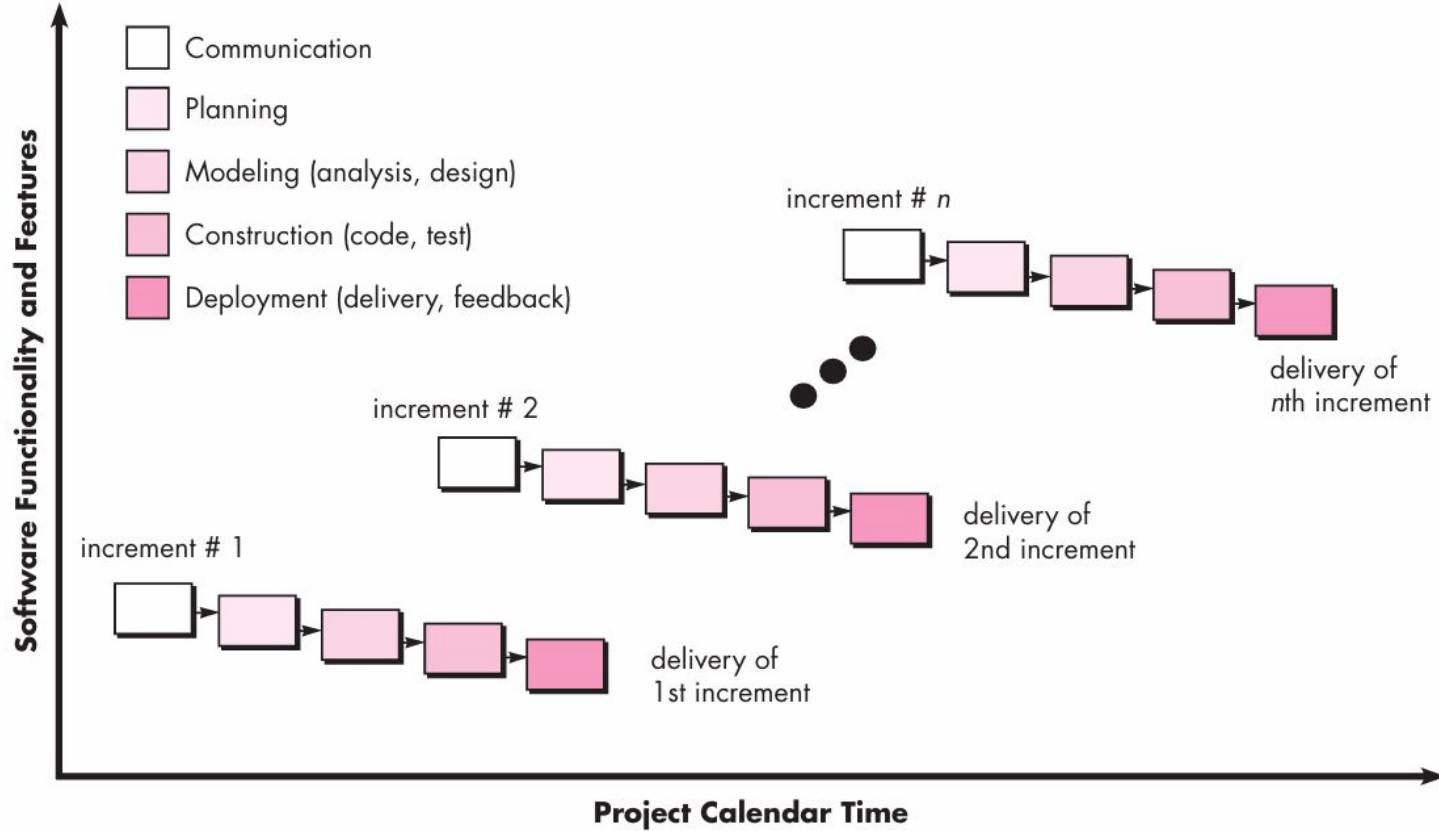 Communication
Planning
Modeling (analysis, design)
Construction (code, test)
Deployment (delivery, feedback)
Software Functionality and Features
increment # n
delivery of
nth increment
increment # 2
delivery of
2nd increment
increment # 1
delivery of
1st increment
Project Calendar Time